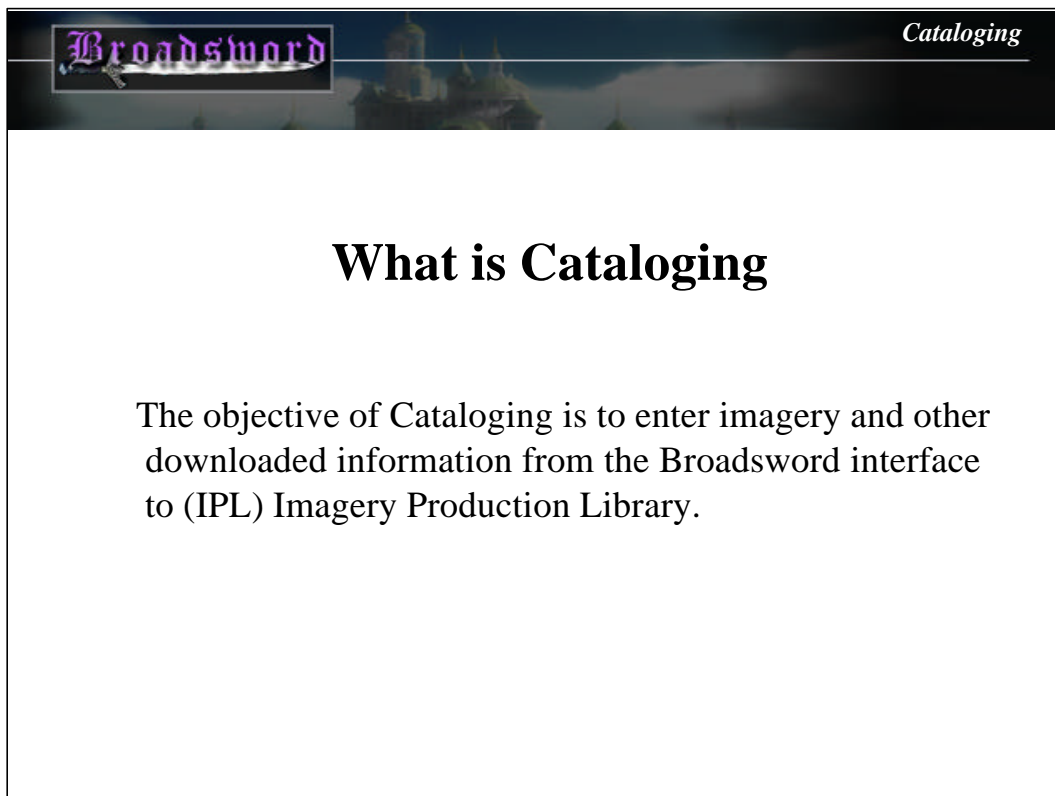 Broadsword
Cataloging
What is Cataloging
The objective of Cataloging is to enter imagery and other
downloaded information from the Broadsword interface
to (IPL) Imagery Production Library.